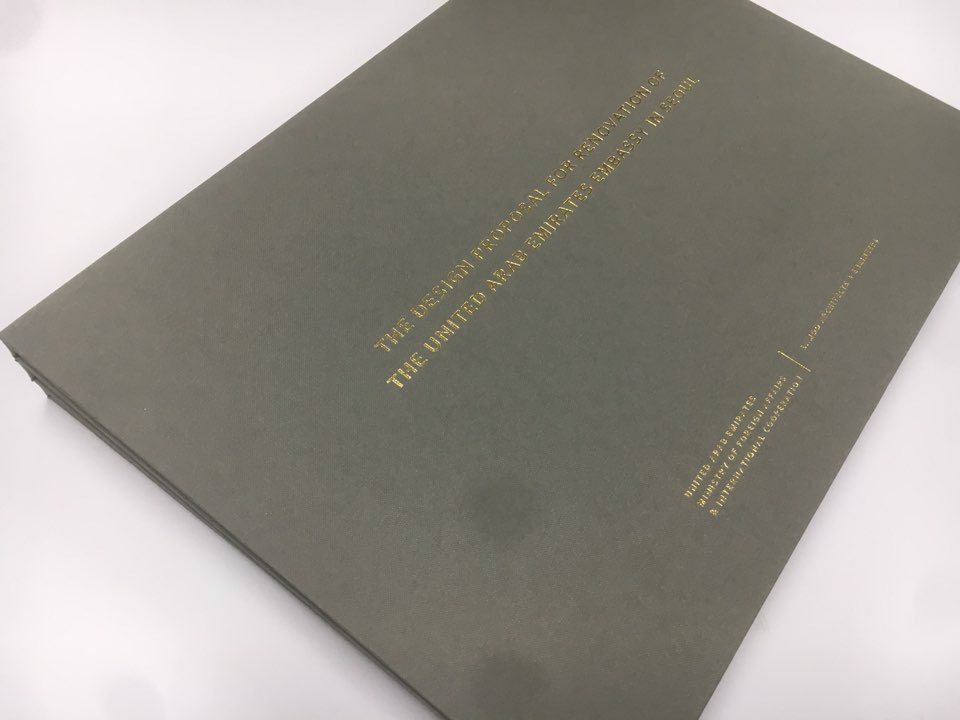 THE DESIGN PROPOSAL FOR RENOVATION OF
THE UNITED ARAB EMIRATES EMBASSY IN SEOUL
UNITED ARAB EMIRATES
MINISTRY OF FOREIGN AFFAIRS
& INTERNATIONAL COOPERATION
ARCHITECTS